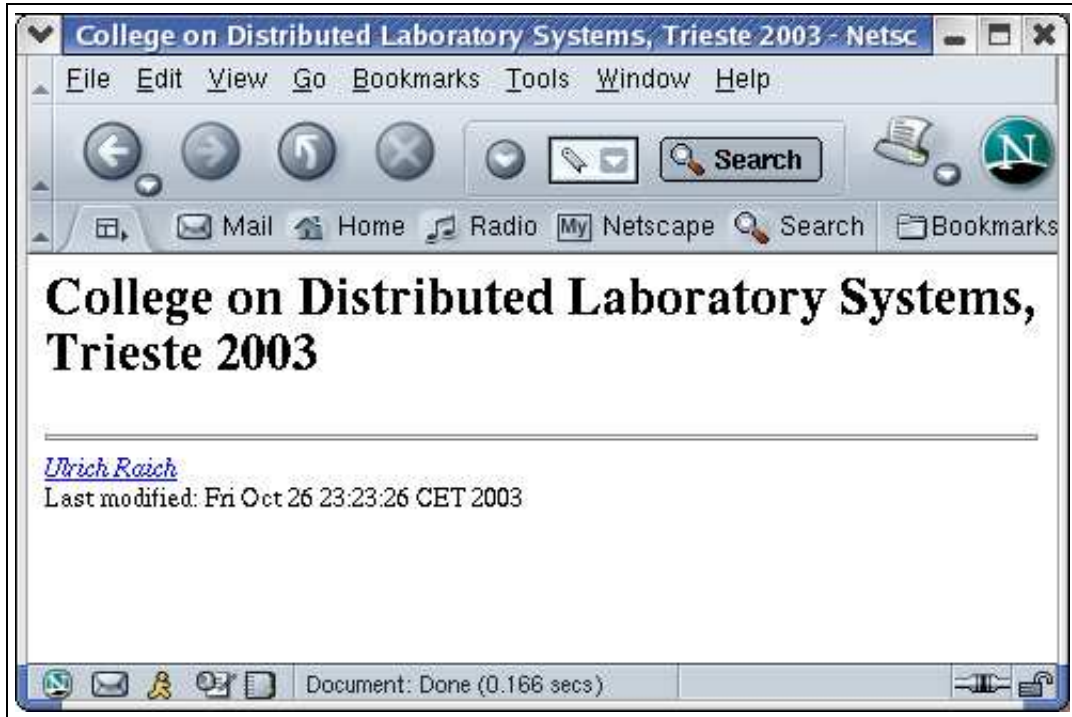 College on Distributed Laboratory Systems, Trieste 2003 - Netsc
File Edit View Go Bookmarks Tools Window Help
Search
N
Mail Home Radio My Netscape Search Bookmarks
College on Distributed Laboratory Systems,
Trieste 2003
Ulrich Raich
Last modified: Fri Oct 26 23:23:26 CET 2003
Document: Done (0.166 secs)